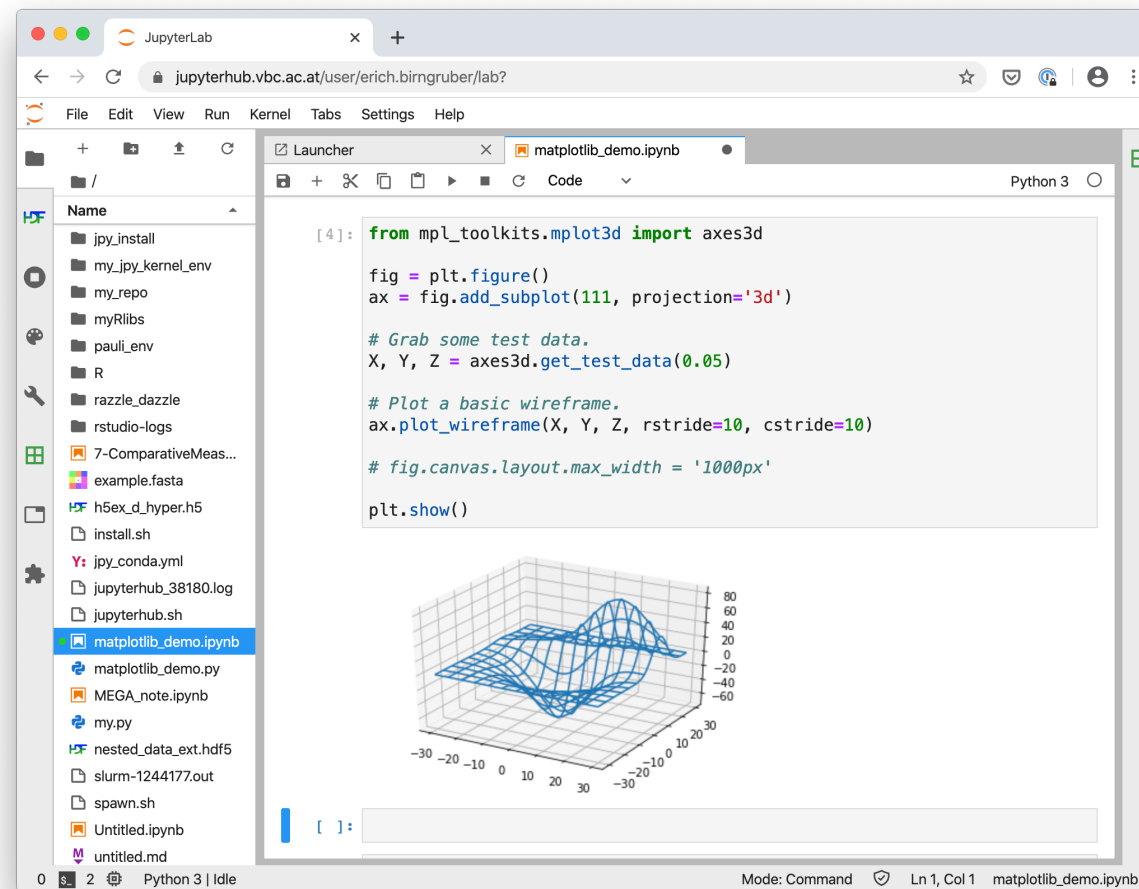 JupyterLab
jupyterhub.vbc.ac.at/user/erich.birngruber/lab?
File Edit View Run Kernel Tabs Settings Help
/
Name
HDF
jpy_install
my_jpy_kernel_env
my_repo
myRlibs
pauli_env
R
razzle_dazzle
rstudio-logs
7-ComparativeMeas...
example.fasta
HDF h5ex_d_hyper.h5
install.sh
Y: jpy_conda.yml
jupyterhub_38180.log
jupyterhub.sh
matplotlib_demo.ipynb
matplotlib_demo.py
MEGA_note.ipynb
my.py
HDF nested_data_ext.hdf5
slurm-1244177.out
spawn.sh
Untitled.ipynb
M untitled.md
Launcher matplotlib_demo.ipynb
Code Python 3
[4]: from mpl_toolkits.mplot3d import axes3d
fig = plt.figure()
ax = fig.add_subplot(111, projection='3d')
# Grab some test data.
X, Y, Z = axes3d.get_test_data(0.05)
# Plot a basic wireframe.
ax.plot_wireframe(X, Y, Z, rstride=10, cstride=10)
# fig.canvas.layout.max_width = '1000px'
plt.show()
80
60
40
20
0
−20
−40
−60
−30 −20 −10 0 10 20 30
−30 −20 −10 0 10 20 30
[ ]:
0 $_ 2 Python 3 | Idle Mode: Command Ln 1, Col 1 matplotlib_demo.ipynb